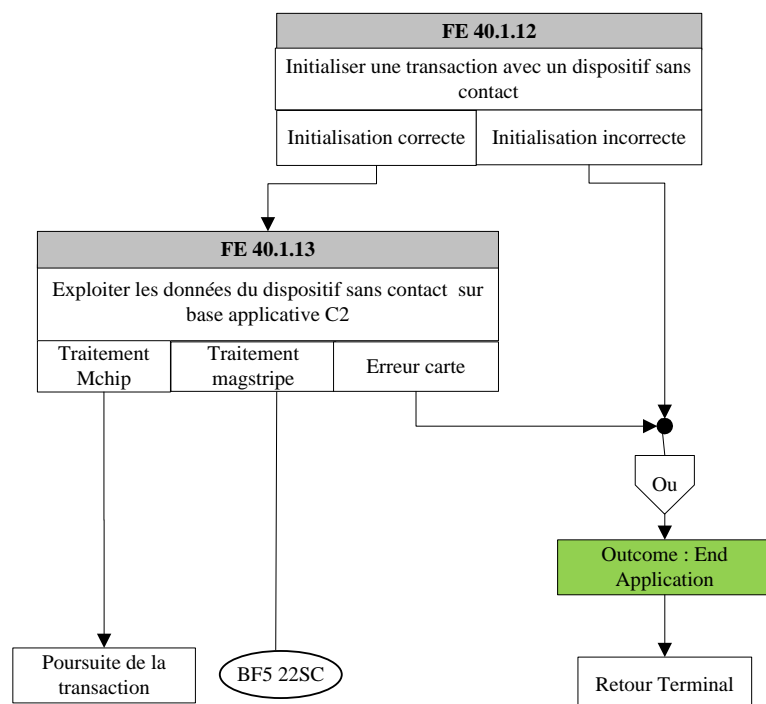 FE 40.1.12
Initialiser une transaction avec un dispositif sans
contact
Initialisation correcte
Initialisation incorrecte
FE 40.1.13
Exploiter les données du dispositif sans contact sur
base applicative C2
Traitement
Mchip
Traitement
magstripe
Erreur carte
Ou
Outcome : End
Application
Poursuite de la
transaction
BF5 22SC
Retour Terminal